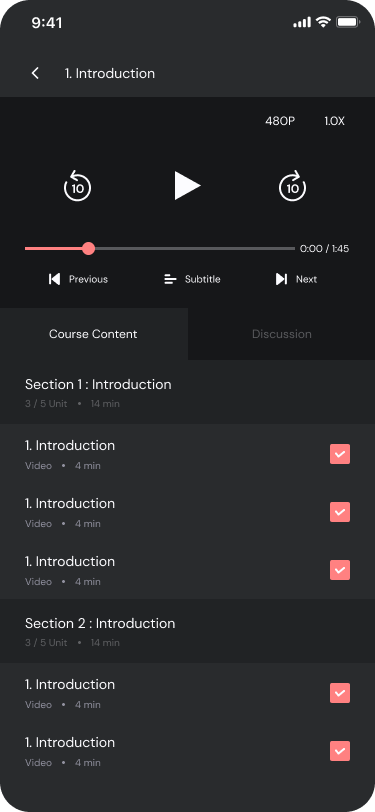 9:41
1. Introduction
480P 1.0X
10 10
0:00 / 1:45
Previous Subtitle Next
Course Content Discussion
Section 1 : Introduction
3 / 5 Unit • 14 min
1. Introduction
Video • 4 min
1. Introduction
Video • 4 min
1. Introduction
Video • 4 min
Section 2 : Introduction
3 / 5 Unit • 14 min
1. Introduction
Video • 4 min
1. Introduction
Video • 4 min